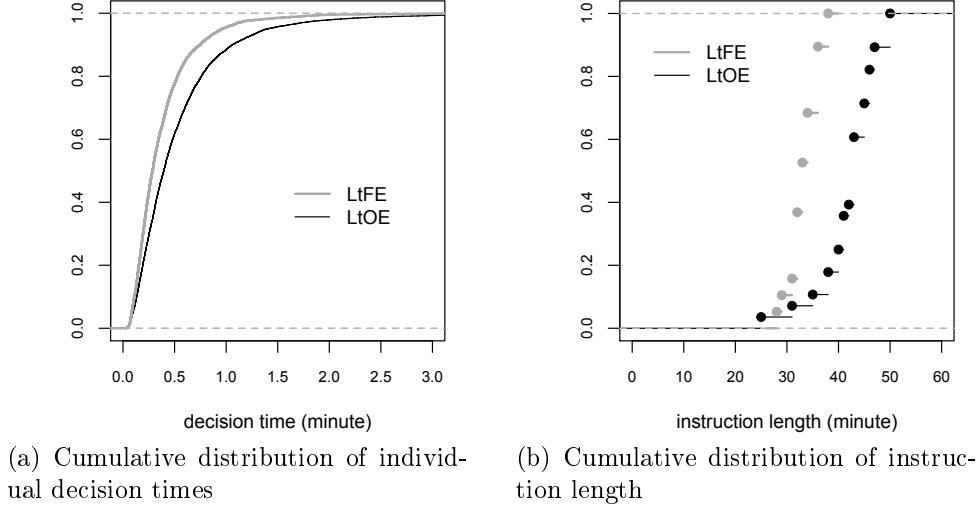 1.0
0.8
0.6
0.4
0.2
0.0
LtFE
LtOE
0.0 0.5 1.0 1.5 2.0 2.5 3.0
decision time (minute)
(a) Cumulative distribution of individ-
ual decision times
1.0
0.8
0.6
0.4
0.2
0.0
LtFE
LtOE
0 10 20 30 40 50 60
instruction length (minute)
(b) Cumulative distribution of instruc-
tion length